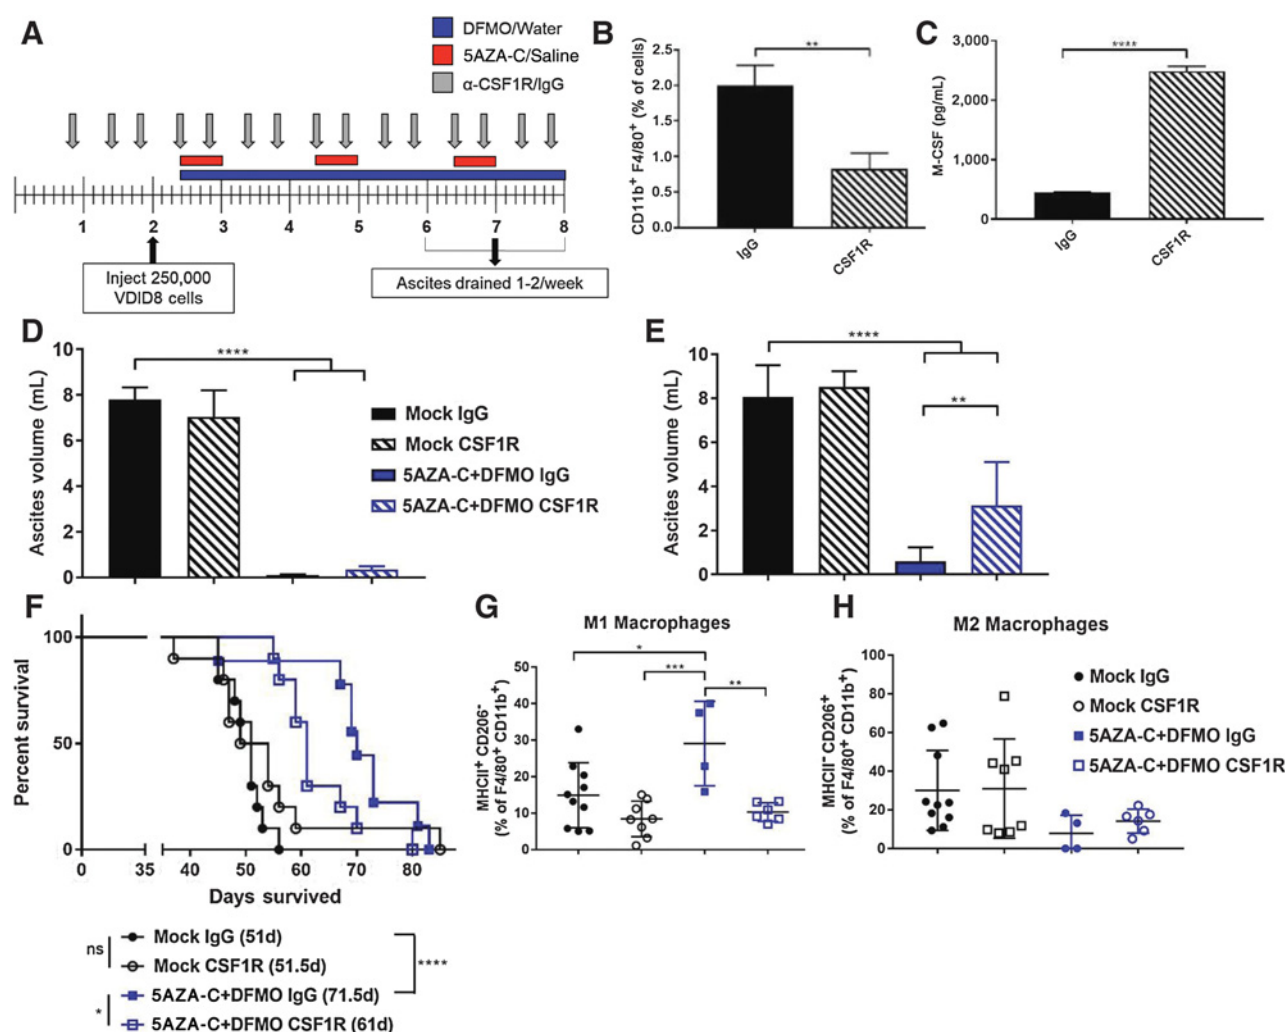 A
DFMO/Water
5AZA-C/Saline
α-CSF1R/IgG
1 2 3 4 5 6 7 8
Inject 250,000
VDID8 cells
Ascites drained 1-2/week
B
CD11b+ F4/80+ (% of cells)
2.5
2.0
1.5
1.0
0.5
0.0
**
IgG
CSF1R
C
M-CSF (pg/mL)
3,000
2,000
1,000
0
****
IgG
CSF1R
D
Ascites volume (mL)
10
8
6
4
2
0
****
Mock IgG
Mock CSF1R
5AZA-C+DFMO IgG
5AZA-C+DFMO CSF1R
E
Ascites volume (mL)
10
8
6
4
2
0
****
**
F
Percent survival
100
50
0
0 35 40 50 60 70 80
Days survived
ns
Mock IgG (51d)
Mock CSF1R (51.5d)
****
*
5AZA-C+DFMO IgG (71.5d)
5AZA-C+DFMO CSF1R (61d)
G
M1 Macrophages
MHCII+ CD206-
(% of F4/80+ CD11b+)
50
40
30
20
10
0
*
***
**
H
M2 Macrophages
MHCII- CD206+
(% of F4/80+ CD11b+)
100
80
60
40
20
0
Mock IgG
Mock CSF1R
5AZA-C+DFMO IgG
5AZA-C+DFMO CSF1R